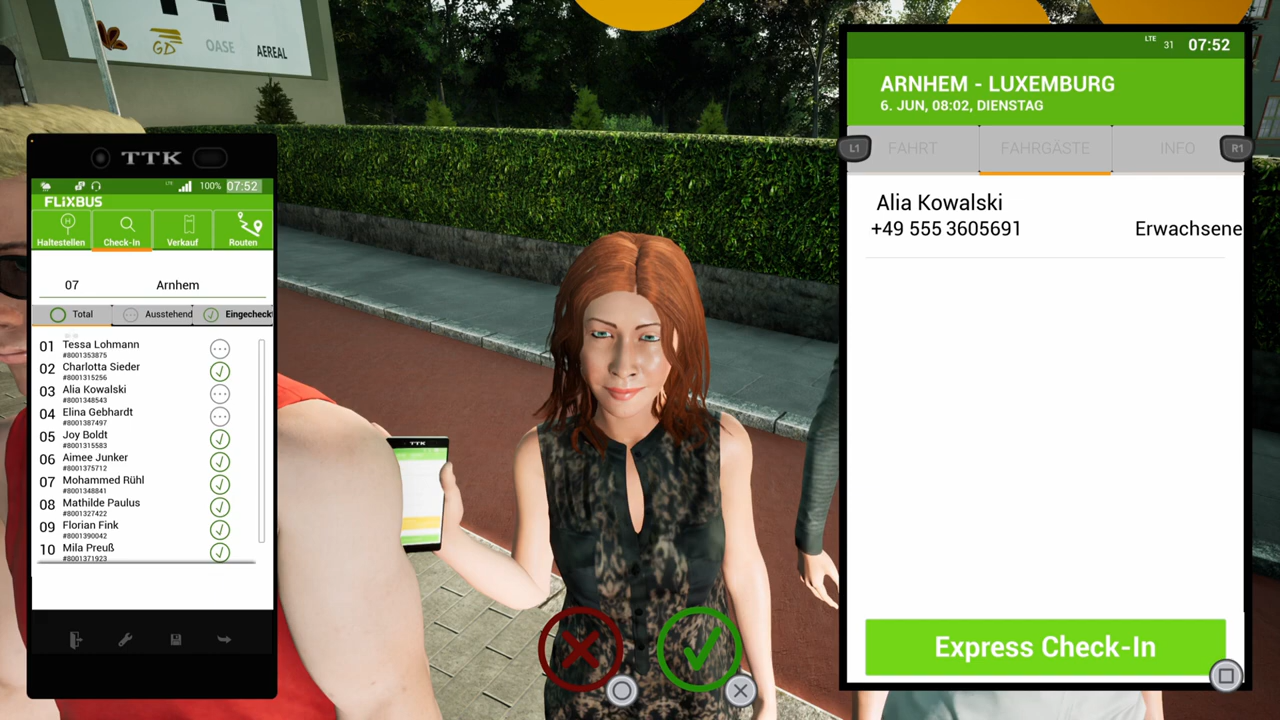 GD
OASE
AEREAL
TTK
LTE
100%
07:52
FLiXBUS
Haltestellen
Check-In
Verkauf
Routen
07 Arnhem
Total
Ausstehend
Eingecheckt
01 Tessa Lohmann
#8001353875
02 Charlotta Sieder
#8001315256
03 Alia Kowalski
#8001348543
04 Elina Gebhardt
#8001387497
05 Joy Boldt
#8001315583
06 Aimee Junker
#8001375712
07 Mohammed Rühl
#8001348841
08 Mathilde Paulus
#8001327422
09 Florian Fink
#8001390042
10 Mila Preuß
#8001371923
TTK
LTE 31 07:52
ARNHEM - LUXEMBURG
6. JUN, 08:02, DIENSTAG
L1 FAHRT FAHRGÄSTE INFO R1
Alia Kowalski
+49 555 3605691 Erwachsene
Express Check-In